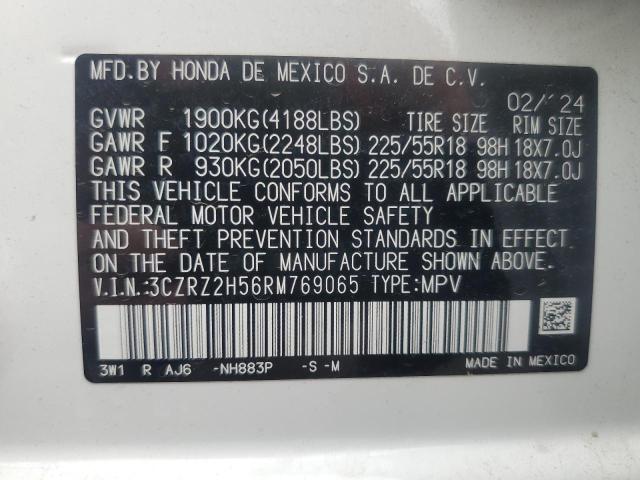 MFD.BY HONDA DE MEXICO S.A. DE C.V.
02/'24
GVWR 1900KG(4188LBS) TIRE SIZE RIM SIZE
GAWR F 1020KG(2248LBS) 225/55R18 98H 18X7.0J
GAWR R 930KG(2050LBS) 225/55R18 98H 18X7.0J
THIS VEHICLE CONFORMS TO ALL APPLICABLE
FEDERAL MOTOR VEHICLE SAFETY
AND THEFT PREVENTION STANDARDS IN EFFECT
ON THE DATE OF MANUFACTURE SHOWN ABOVE.
V.I.N.:3CZRZ2H56RM769065 TYPE:MPV
3W1 R AJ6 -NH883P -S -M MADE IN MEXICO